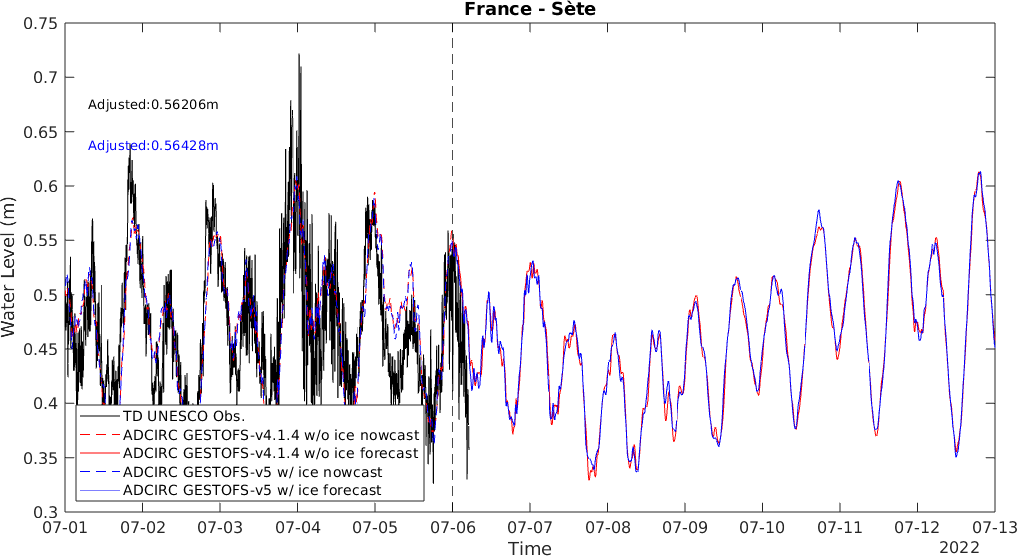 France - Sète
0.75
0.7
0.65
0.6
0.55
0.5
0.45
0.4
0.35
0.3
Water Level (m)
Adjusted:0.56206m
Adjusted:0.56428m
TD UNESCO Obs.
ADCIRC GESTOFS-v4.1.4 w/o ice nowcast
ADCIRC GESTOFS-v4.1.4 w/o ice forecast
ADCIRC GESTOFS-v5 w/ ice nowcast
ADCIRC GESTOFS-v5 w/ ice forecast
07-01 07-02 07-03 07-04 07-05 07-06 07-07 07-08 07-09 07-10 07-11 07-12 07-13
Time
2022